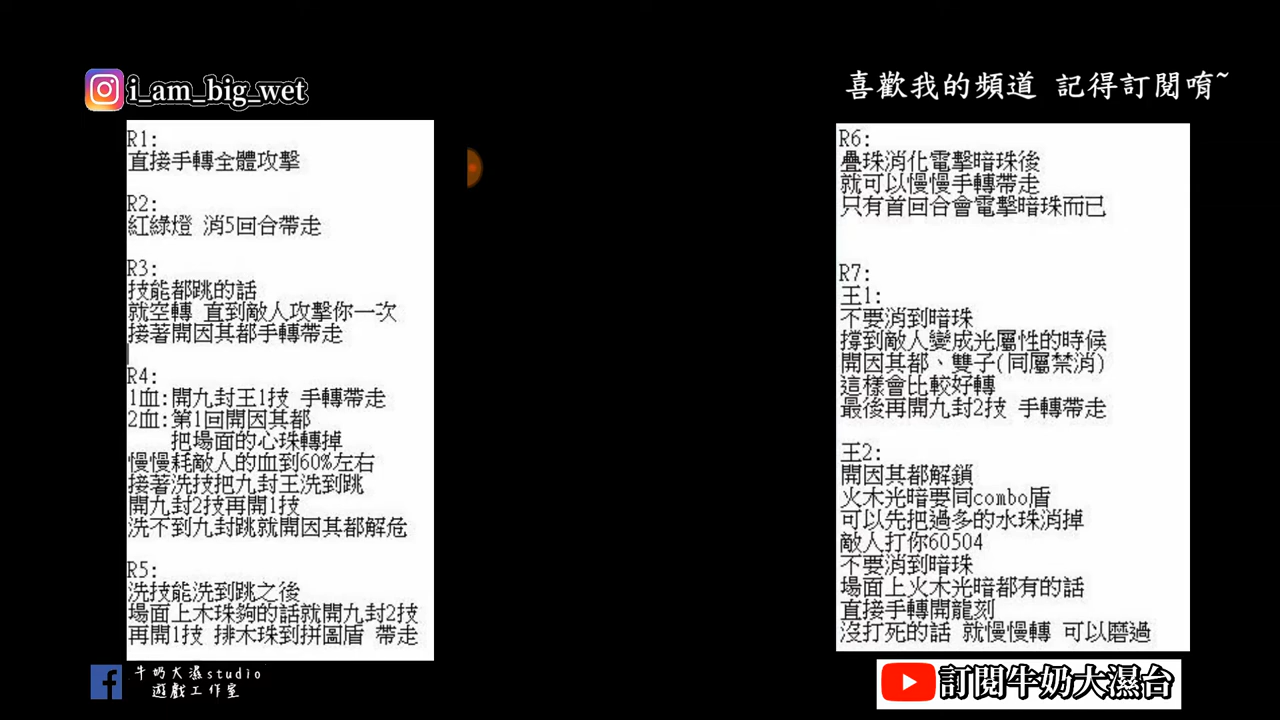 i_am_big_wet
喜歡我的頻道 記得訂閱唷~
R1:
直接手轉全體攻擊
R2:
紅綠燈 消5回合帶走
R3:
技能都跳的話
就空轉 直到敵人攻擊你一次
接著開因其都手轉帶走
R4:
1血:開九封王1技 手轉帶走
2血:第1回開因其都
把場面的心珠轉掉
慢慢耗敵人的血到60%左右
接著洗技把九封王洗到跳
開九封2技再開1技
洗不到九封跳就開因其都解危
R5:
洗技能洗到跳之後
場面上木珠夠的話就開九封2技
再開1技 排木珠到拼圖盾 帶走
R6:
疊珠消化電擊暗珠後
就可以慢慢手轉帶走
只有首回合會電擊暗珠而已
R7:
王1:
不要消到暗珠
撐到敵人變成光屬性的時候
開因其都、雙子(同屬禁消)
這樣會比較好轉
最後再開九封2技 手轉帶走
王2:
開因其都解鎖
火木光暗要同combo盾
可以先把過多的水珠消掉
敵人打你60504
不要消到暗珠
場面上火木光暗都有的話
直接手轉開龍刻
沒打死的話 就慢慢轉 可以磨過
牛奶大濕studio
遊戲工作室
訂閱牛奶大濕台